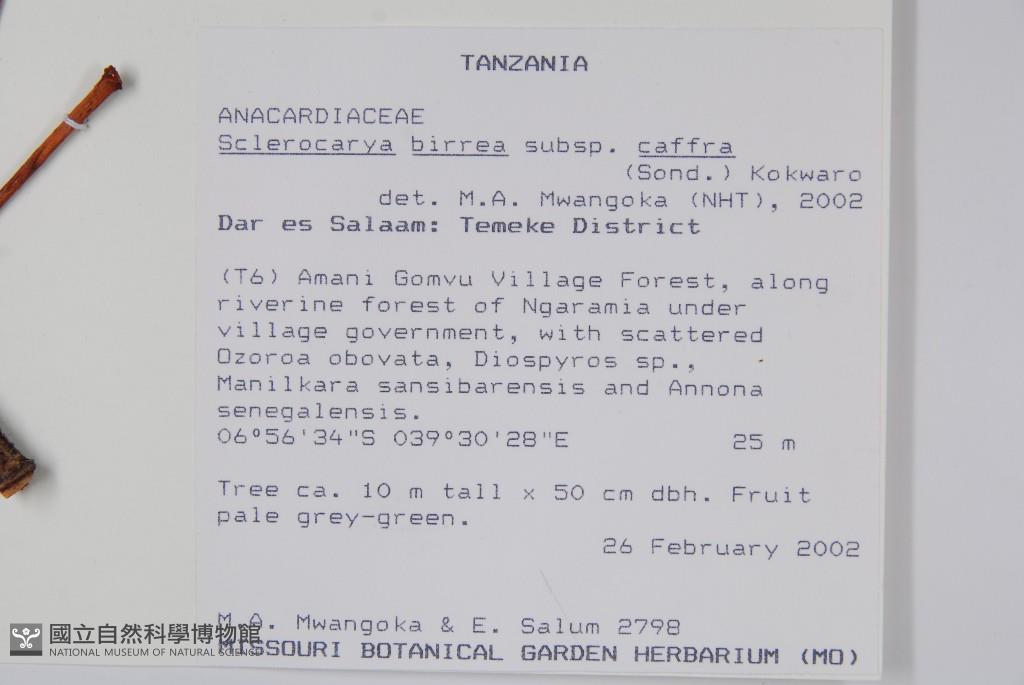 TANZANIA
ANACARDIACEAE
Sclerocarya birrea subsp. caffra
(Sond.) Kokwaro
det. M.A. Mwangoka (NHT), 2002
Dar es Salaam: Temeke District
(T6) Amani Gomvu Village Forest, along
riverine forest of Ngaramia under
village government, with scattered
Ozoroa obovata, Diospyros sp.,
Manilkara sansibarensis and Annona
senegalensis.
06°56'34"S 039°30'28"E 25 m
Tree ca. 10 m tall x 50 cm dbh. Fruit
pale grey-green.
26 February 2002
M.A. Mwangoka & E. Salum 2798
MISSOURI BOTANICAL GARDEN HERBARIUM (MO)
國立自然科學博物館
NATIONAL MUSEUM OF NATURAL SCIENCE